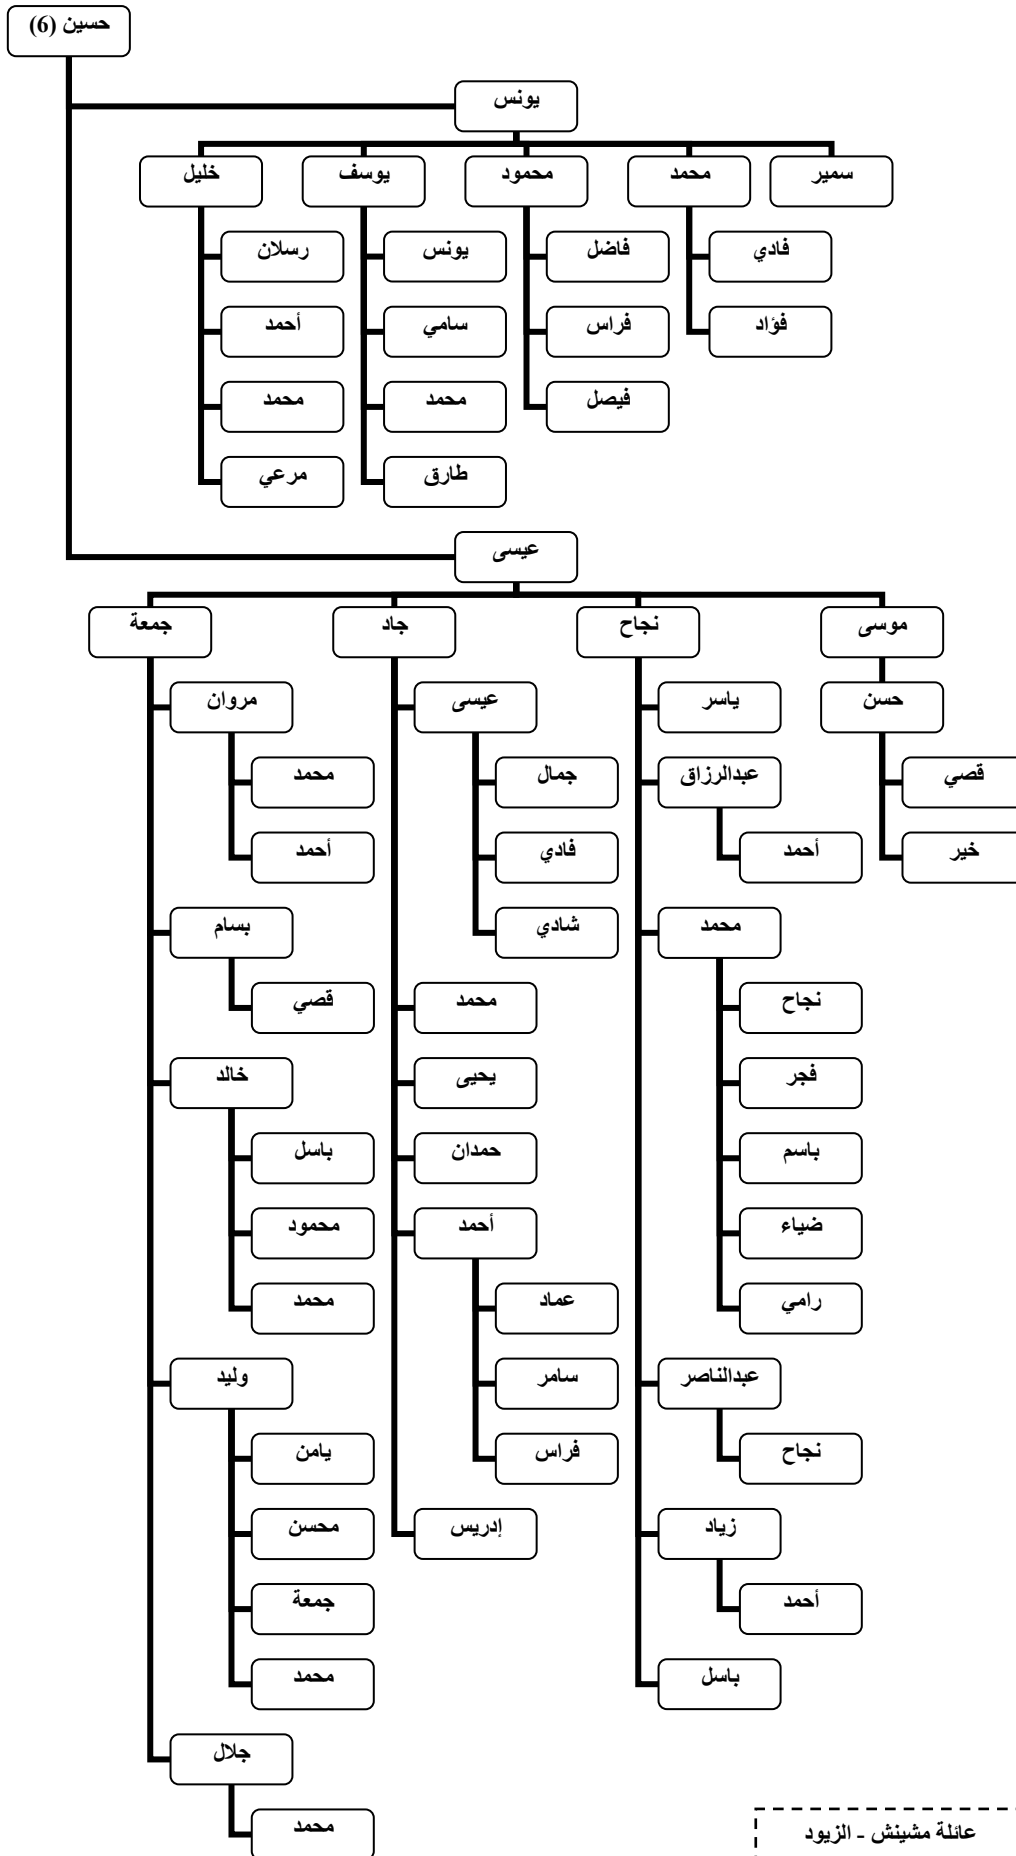 حسين (6)
يونس
سمير
محمد
محمود
يوسف
خليل
فادي
فاضل
يونس
رسلان
فؤاد
فراس
سامي
أحمد
فيصل
محمد
محمد
طارق
مرعي
عيسى
موسى
نجاح
جاد
جمعة
حسن
ياسر
عيسى
مروان
قصي
عبدالرزاق
جمال
محمد
خير
أحمد
فادي
أحمد
محمد
شادي
بسام
نجاح
محمد
قصي
فجر
يحيى
خالد
باسم
حمدان
باسل
ضياء
أحمد
محمود
رامي
عماد
محمد
عبدالناصر
سامر
وليد
نجاح
فراس
يامن
زياد
إدريس
محسن
أحمد
جمعة
باسل
محمد
جلال
محمد
عائلة مشينش - الزيود